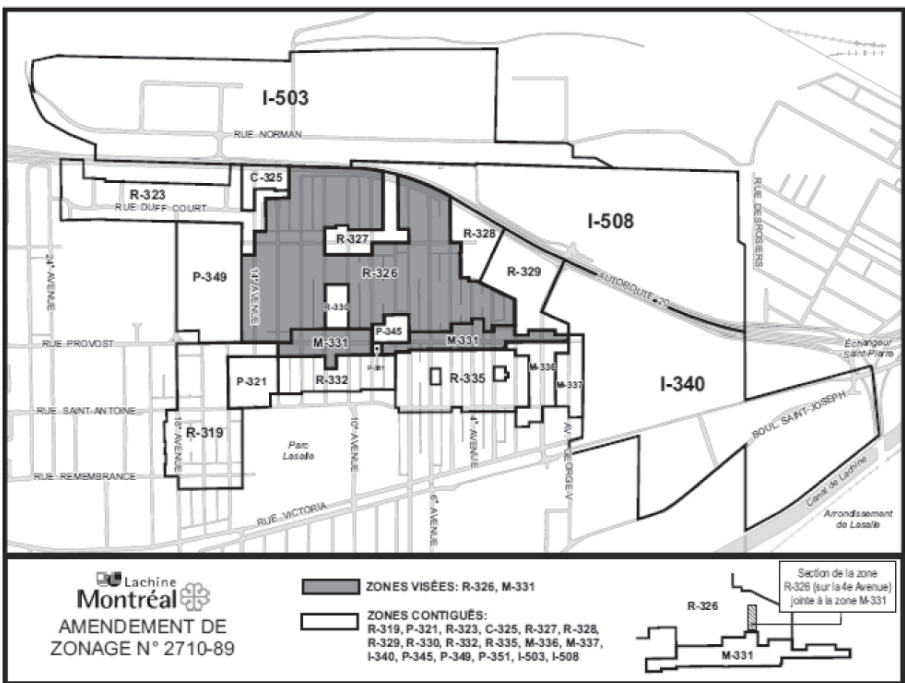 I-503
RUE NORMAN
C-325
R-323
RUE DUFF COURT
I-508
RUE DESROSIERS
R-328
R-327
R-329
P-349
24e AVENUE
14e AVENUE
R-326
AUTOROUTE 20
R-330
P-345
RUE PROVOST
M-331
M-331
Échangeur
Saint-Pierre
P-351
M-336
M-337
P-321
R-332
R-335
I-340
RUE SAINT-ANTOINE
BOUL SAINT-JOSEPH
R-319
18e AVENUE
Parc
Lasalle
10e AVENUE
4e AVENUE
AV. GEORGE-V
RUE REMEMBRANCE
RUE VICTORIA
6e AVENUE
Canal de Lachine
Arrondissement
de Lasalle
Lachine
Montréal
AMENDEMENT DE
ZONAGE N° 2710-89
ZONES VISÉES: R-326, M-331
ZONES CONTIGUËS:
R-319, P-321, R-323, C-325, R-327, R-328,
R-329, R-330, R-332, R-335, M-336, M-337,
I-340, P-345, P-349, P-351, I-503, I-508
Section de la zone
R-326 (sur la 4e Avenue)
jointe à la zone M-331
R-326
M-331